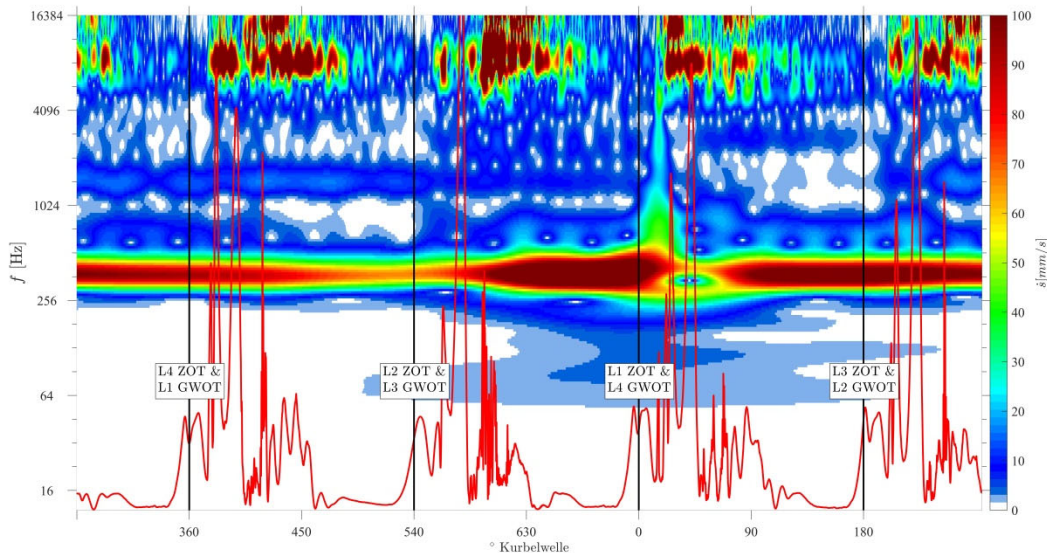 16384
4096
1024
256
64
16
f [Hz]
L4 ZOT &
L1 GWOT
L2 ZOT &
L3 GWOT
L1 ZOT &
L4 GWOT
L3 ZOT &
L2 GWOT
360
450
540
630
0
90
180
° Kurbelwelle
100
90
80
70
60
50
40
30
20
10
0
ṡ[mm/s]